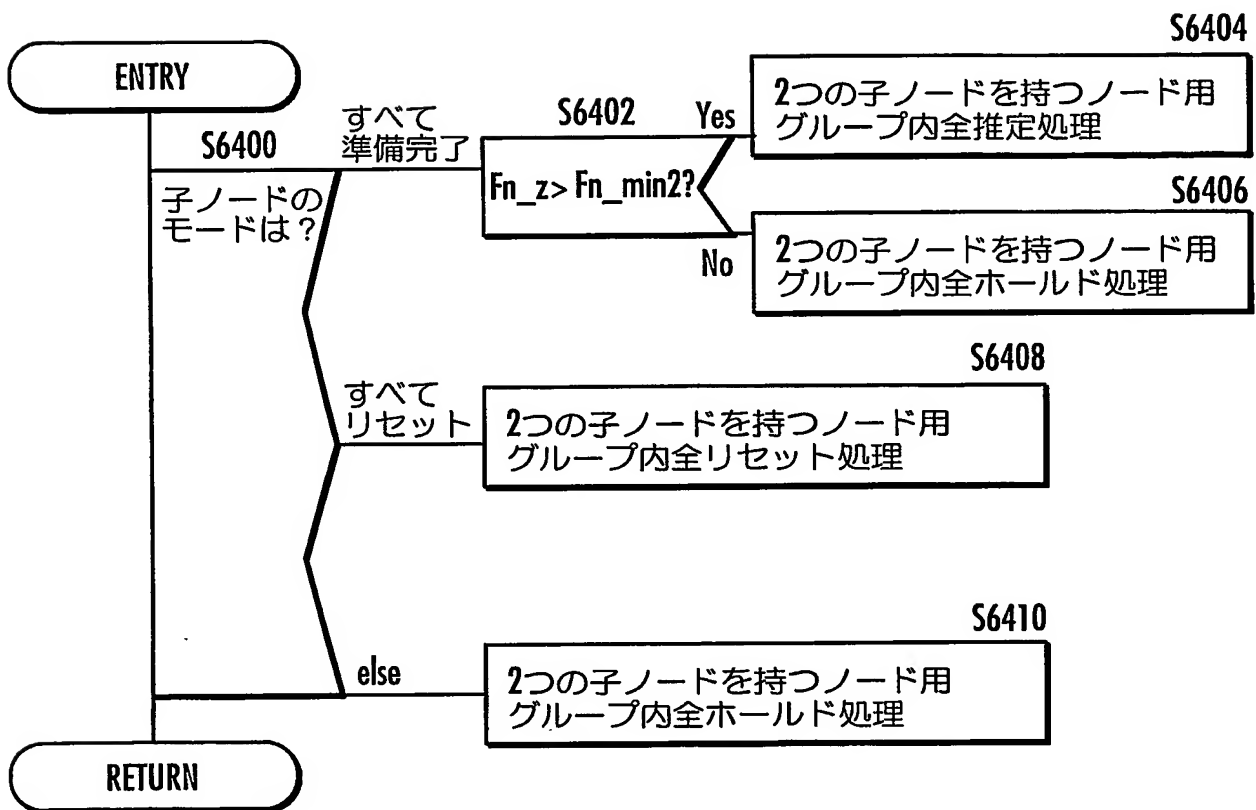 ENTRY
S6400
子ノードの
モードは？
すべて
準備完了
S6402
Fn_z> Fn_min2?
Yes
S6404
2つの子ノードを持つノード用
グループ内全推定処理
No
S6406
2つの子ノードを持つノード用
グループ内全ホールド処理
すべて
リセット
S6408
2つの子ノードを持つノード用
グループ内全リセット処理
else
S6410
2つの子ノードを持つノード用
グループ内全ホールド処理
RETURN